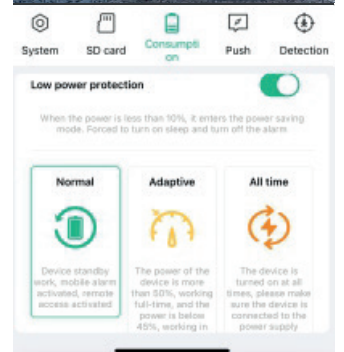 System SD card Consumpti Push Detection
on
Low power protection
When the power is less than 10%, it enters the power saving
mode. Forced to turn on sleep and turn off the alarm
Normal
Device standby
work, mobile alarm
activated, remote
access activated
Adaptive
The power of the
device is more
than 50%, working
full-time, and the
power is below
45%, working in
All time
The device is
turned on at all
times, please make
sure the device is
connected to the
power supply